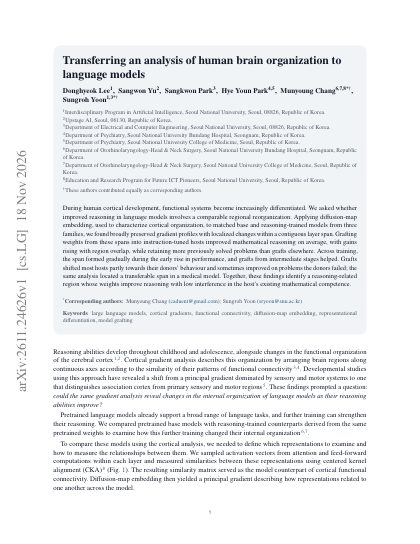 Transferring an analysis of human brain organization to
language models
Donghyeok Lee¹, Sangwon Yu², Sangkwon Park³, Hye Youn Park⁴,⁵, Munyoung Chang⁶,⁷,⁸*†,
Sungroh Yoon¹,³*†
¹Interdisciplinary Program in Artificial Intelligence, Seoul National University, Seoul, 08826, Republic of Korea.
²Upstage AI, Seoul, 08130, Republic of Korea.
³Department of Electrical and Computer Engineering, Seoul National University, Seoul, 08826, Republic of Korea.
⁴Department of Psychiatry, Seoul National University Bundang Hospital, Seongnam, Republic of Korea.
⁵Department of Psychiatry, Seoul National University College of Medicine, Seoul, Republic of Korea.
⁶Department of Otorhinolaryngology-Head & Neck Surgery, Seoul National University Bundang Hospital, Seongnam, Republic
of Korea.
⁷Department of Otorhinolaryngology-Head & Neck Surgery, Seoul National University College of Medicine, Seoul, Republic of
Korea.
⁸Education and Research Program for Future ICT Pioneers, Seoul National University, Seoul, Republic of Korea.
†These authors contributed equally as corresponding authors
During human cortical development, functional systems become increasingly differentiated. We asked whether
improved reasoning in language models involves a comparable regional reorganization. Applying diffusion-map
embedding, used to characterize cortical organization, to matched base and reasoning-trained models from three
families, we found broadly preserved gradient profiles with localized changes within a contiguous layer span. Grafting
weights from these spans into instruction-tuned hosts improved mathematical reasoning on average, with gains
rising with region overlap, while retaining more previously solved problems than grafts elsewhere. Across training,
the span formed gradually during the early rise in performance, and grafts from intermediate stages helped. Grafts
shifted most hosts partly towards their donors' behaviour and sometimes improved on problems the donors failed; the
same analysis located a transferable span in a medical model. Together, these findings identify a reasoning-related
region whose weights improve reasoning with low interference in the host's existing mathematical competence.
*Corresponding authors: Munyoung Chang (cadument@gmail.com); Sungroh Yoon (sryoon@snu.ac.kr)
Keywords large language models, cortical gradients, diffusion-map embedding, representational
differentiation, model grafting
Reasoning abilities develop throughout childhood and adolescence, alongside changes in the functional organization
of the cerebral cortex¹,². Cortical gradient analysis describes this organization by arranging brain regions along
continuous axes according to the similarity of their patterns of functional connectivity³,⁴. Developmental studies
using this approach have revealed a shift from a principal gradient dominated by sensory and motor systems to one
that distinguishes association cortex from primary sensory and motor regions⁵. These findings prompted a question:
could the same gradient analysis reveal changes in the internal organization of language models as their reasoning
abilities improve?
Pretrained language models already support a broad range of language tasks, and further training can strengthen
their reasoning. We compared pretrained base models with reasoning-trained counterparts derived from the same
pretrained weights to examine how this further training changed their internal organization⁶,⁷.
To compare these models using the cortical analysis, we needed to define which representations to examine and
how to measure the relationships between them. We sampled activation vectors from attention and feed-forward
computations within each layer and measured similarities between these representations using centered kernel
alignment (CKA)⁸ (Fig. 1). The resulting similarity matrix served as the model counterpart of cortical functional
connectivity. Diffusion-map embedding then yielded a principal gradient describing how representations related to
one another across the model.
1
arXiv:2611.24626v1 [cs.LG] 18 Nov 2026